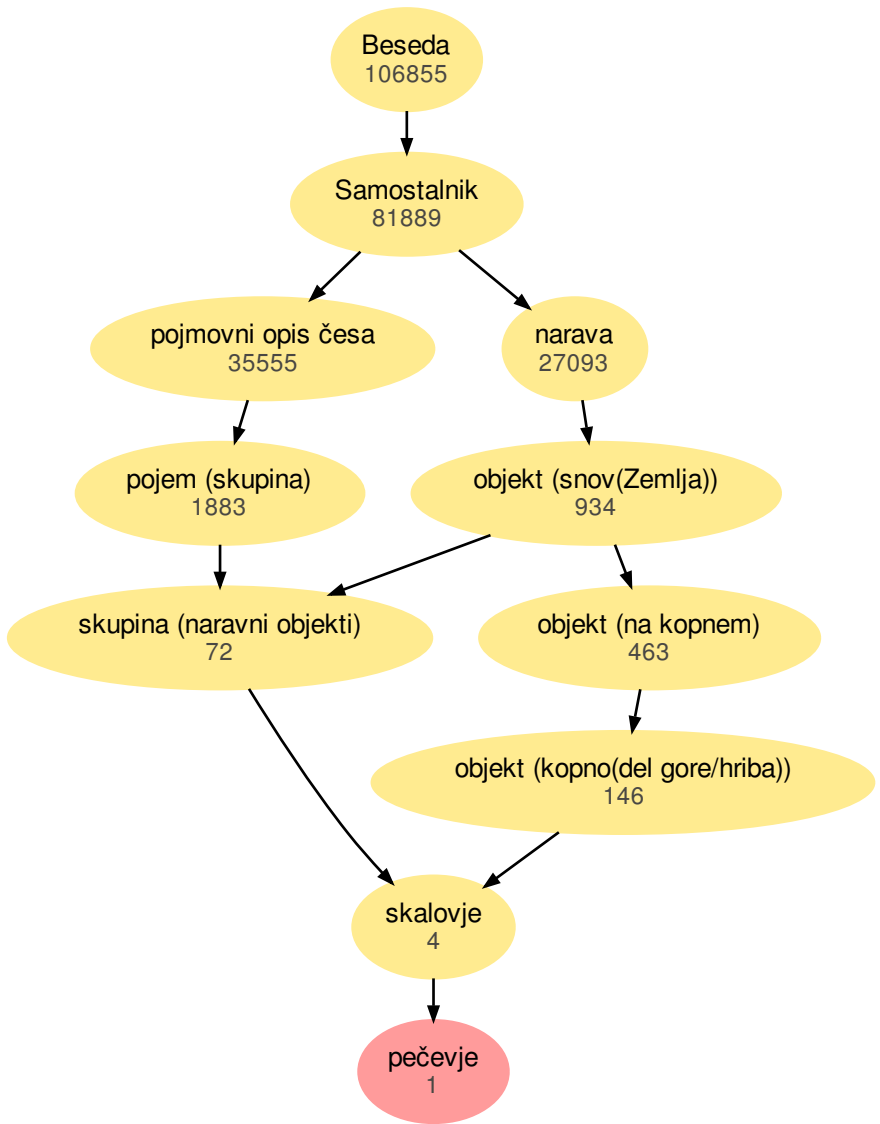 Beseda
106855
Samostalnik
81889
pojmovni opis česa
35555
narava
27093
pojem (skupina)
1883
objekt (snov(Zemlja))
934
skupina (naravni objekti)
72
objekt (na kopnem)
463
objekt (kopno(del gore/hriba))
146
skalovje
4
pečevje
1